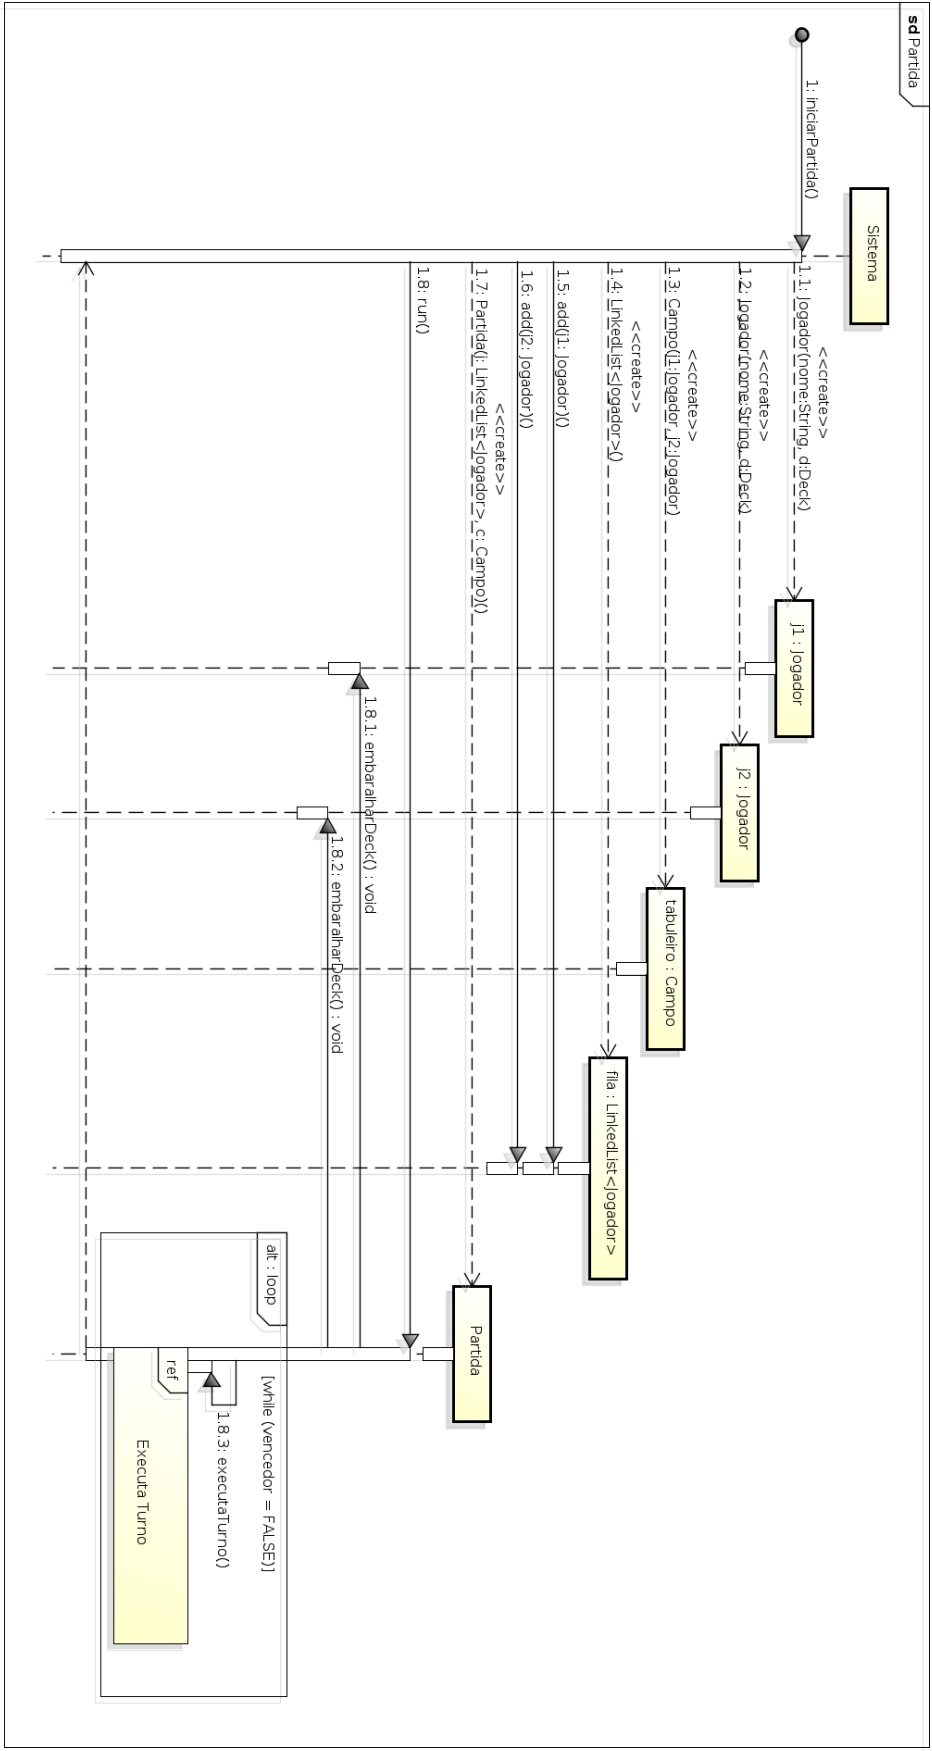 sd Partida
Sistema
1: iniciarPartida()
<<create>>
1.1: Jogador(nome:String, d:Deck)
j1 : Jogador
<<create>>
1.2: Jogador(nome:String, d:Deck)
j2 : Jogador
<<create>>
1.3: Campo(j1:Jogador, j2:Jogador)
tabuleiro : Campo
<<create>>
1.4: LinkedList<Jogador>()
fila : LinkedList<Jogador>
1.5: add(j1: Jogador)()
1.6: add(j2: Jogador)()
<<create>>
1.7: Partida(j: LinkedList<Jogador>, c: Campo)()
Partida
1.8: run()
1.8.1: embaralharDeck() : void
1.8.2: embaralharDeck() : void
alt : loop
[while (vencedor = FALSE)]
1.8.3: executaTurno()
ref
Executa Turno